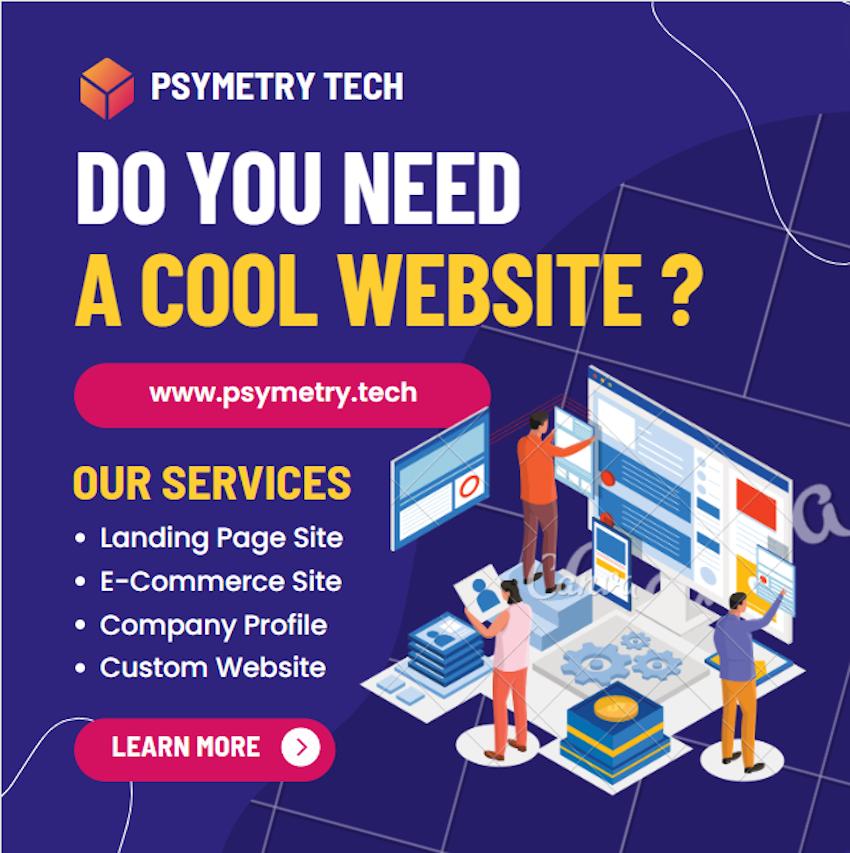 PSYMETRY TECH
DO YOU NEED
A COOL WEBSITE ?
www.psymetry.tech
OUR SERVICES
• Landing Page Site
• E-Commerce Site
• Company Profile
• Custom Website
LEARN MORE
Canva